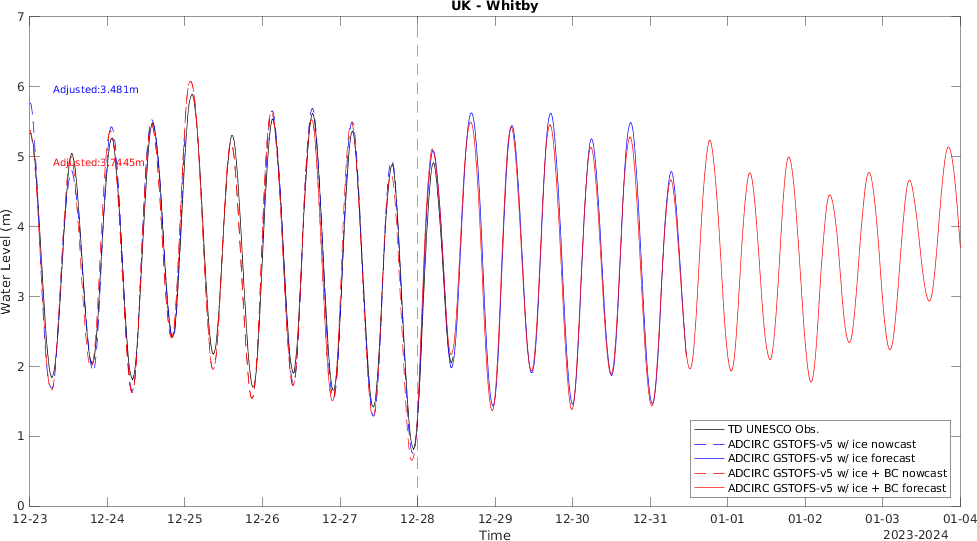 UK - Whitby
7
6
5
4
3
2
1
0
Water Level (m)
Adjusted:3.481m
Adjusted:3.7445m
TD UNESCO Obs.
ADCIRC GSTOFS-v5 w/ ice nowcast
ADCIRC GSTOFS-v5 w/ ice forecast
ADCIRC GSTOFS-v5 w/ ice + BC nowcast
ADCIRC GSTOFS-v5 w/ ice + BC forecast
12-23 12-24 12-25 12-26 12-27 12-28 12-29 12-30 12-31 01-01 01-02 01-03 01-04
Time
2023-2024